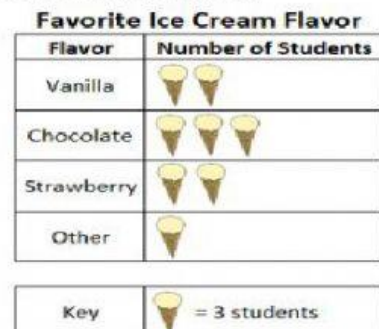 Favorite Ice Cream Flavor
Flavor Number of Students
Vanilla
Chocolate
Strawberry
Other
Key = 3 students